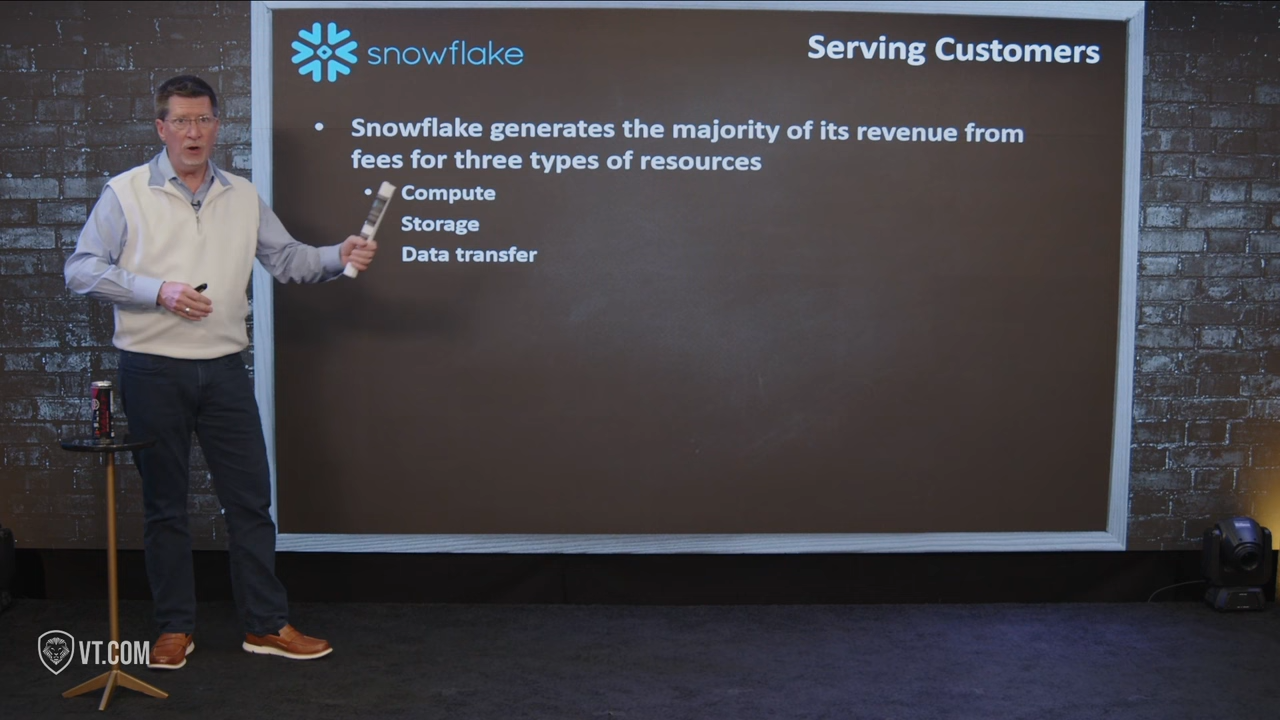 snowflake
Serving Customers
• Snowflake generates the majority of its revenue from
fees for three types of resources
• Compute
Storage
Data transfer
VT.COM